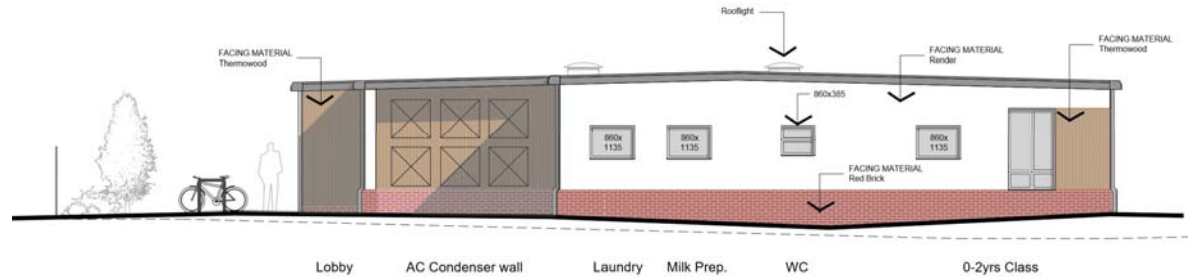 Rooflight
FACING MATERIAL
Thermowood
FACING MATERIAL
Render
FACING MATERIAL
Thermowood
860x385
860x
1135
860x
1135
860x
1135
FACING MATERIAL
Red Brick
Lobby
AC Condenser wall
Laundry
Milk Prep.
WC
0-2yrs Class